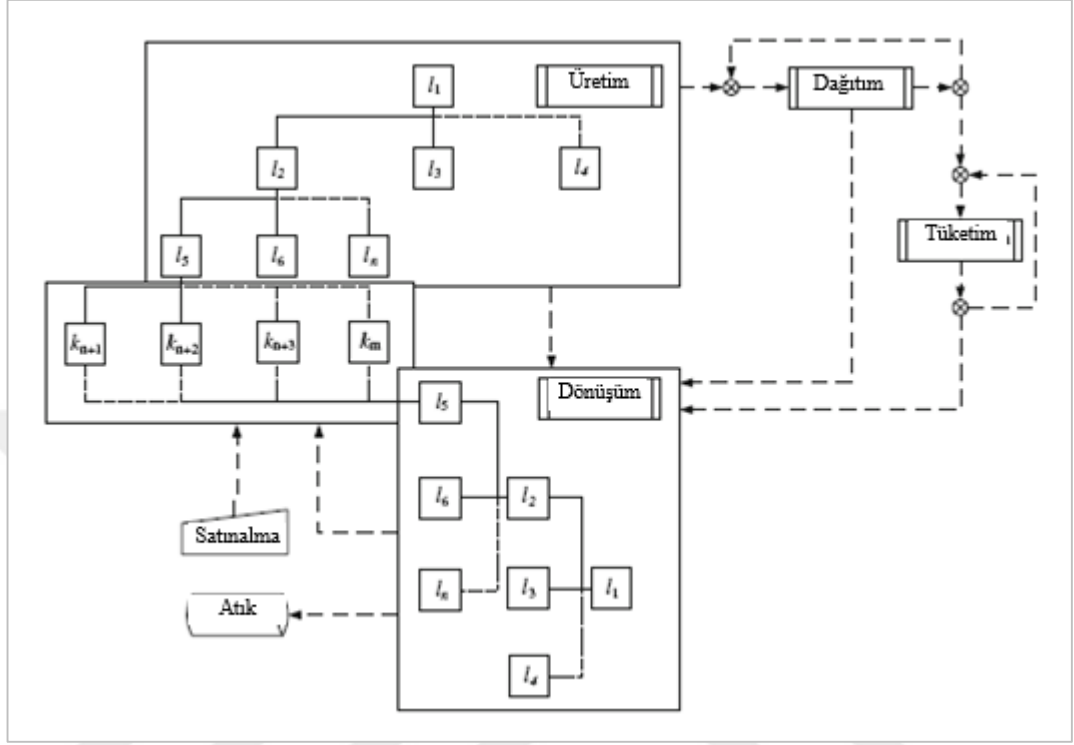 Üretim
Dağıtım
l1
l2
l3
l4
Tüketim
l5
l6
ln
kn+1
kn+2
kn+3
km
Dönüşüm
l5
l6
l2
Satınalma
ln
l3
l1
Atık
l4